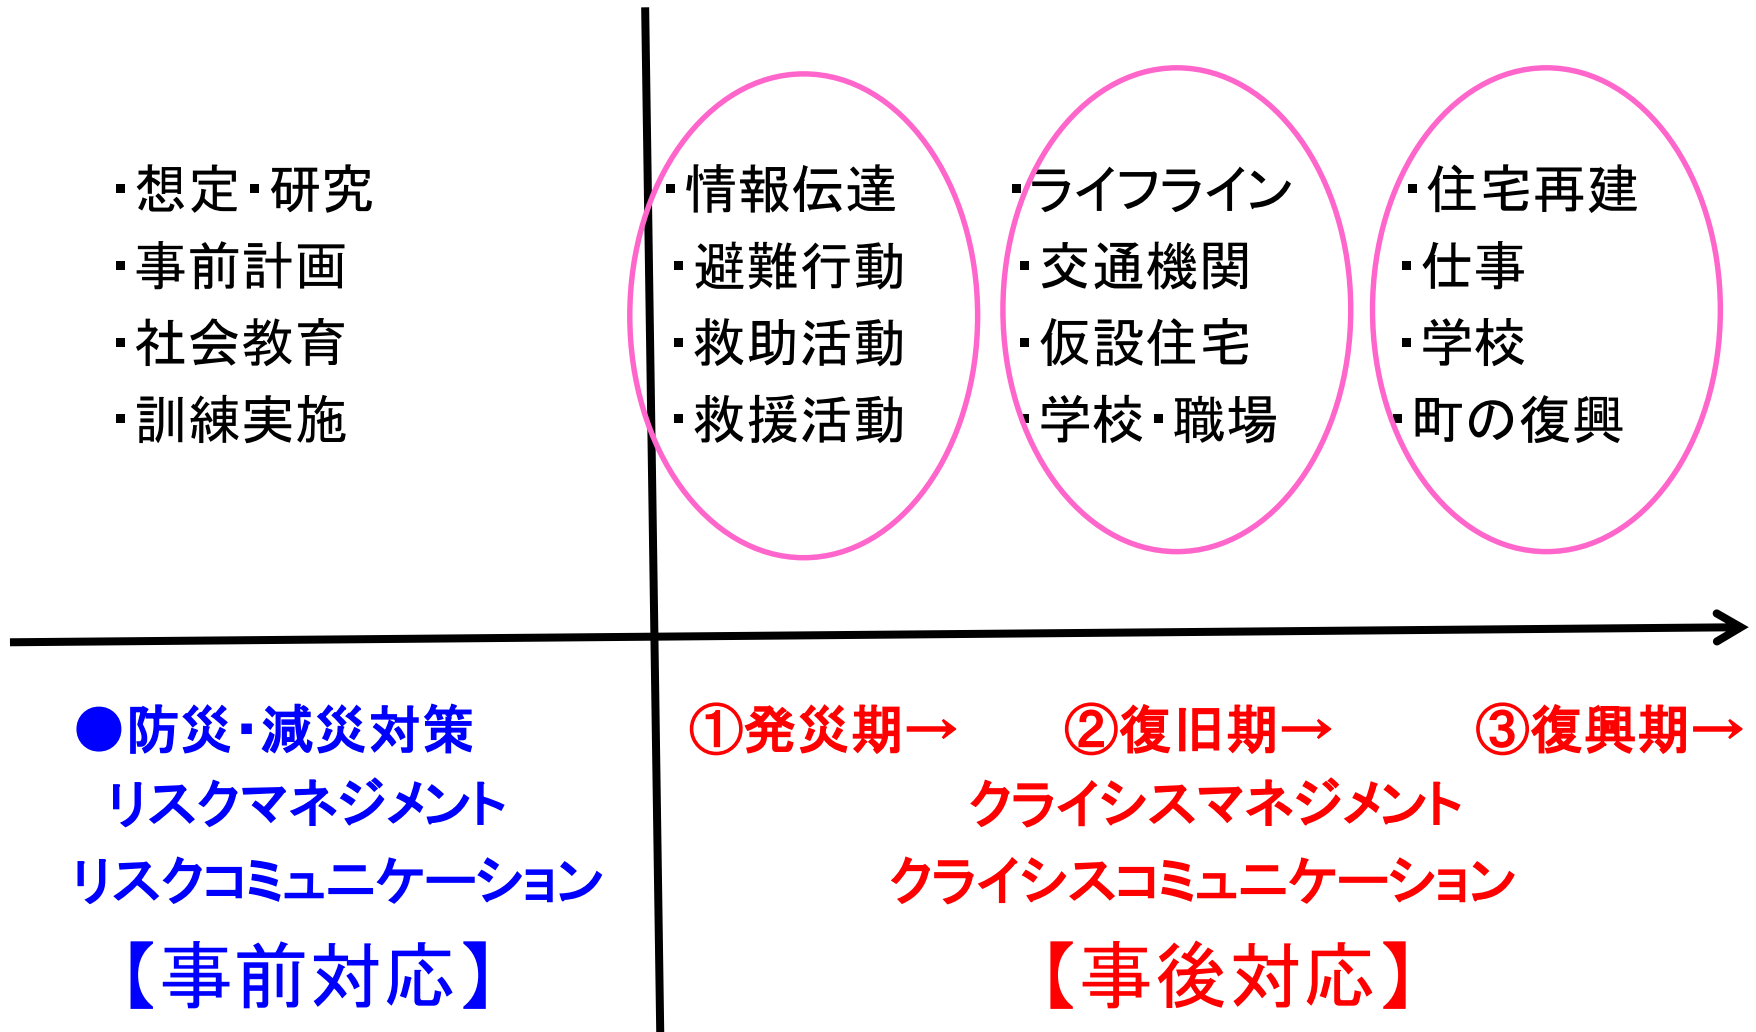 ・想定・研究
・事前計画
・社会教育
・訓練実施
・情報伝達
・避難行動
・救助活動
・救援活動
・ライフライン
・交通機関
・仮設住宅
・学校・職場
・住宅再建
・仕事
・学校
・町の復興
●防災・減災対策
リスクマネジメント
リスクコミュニケーション
【事前対応】
①発災期→ ②復旧期→ ③復興期→
クライシスマネジメント
クライシスコミュニケーション
【事後対応】